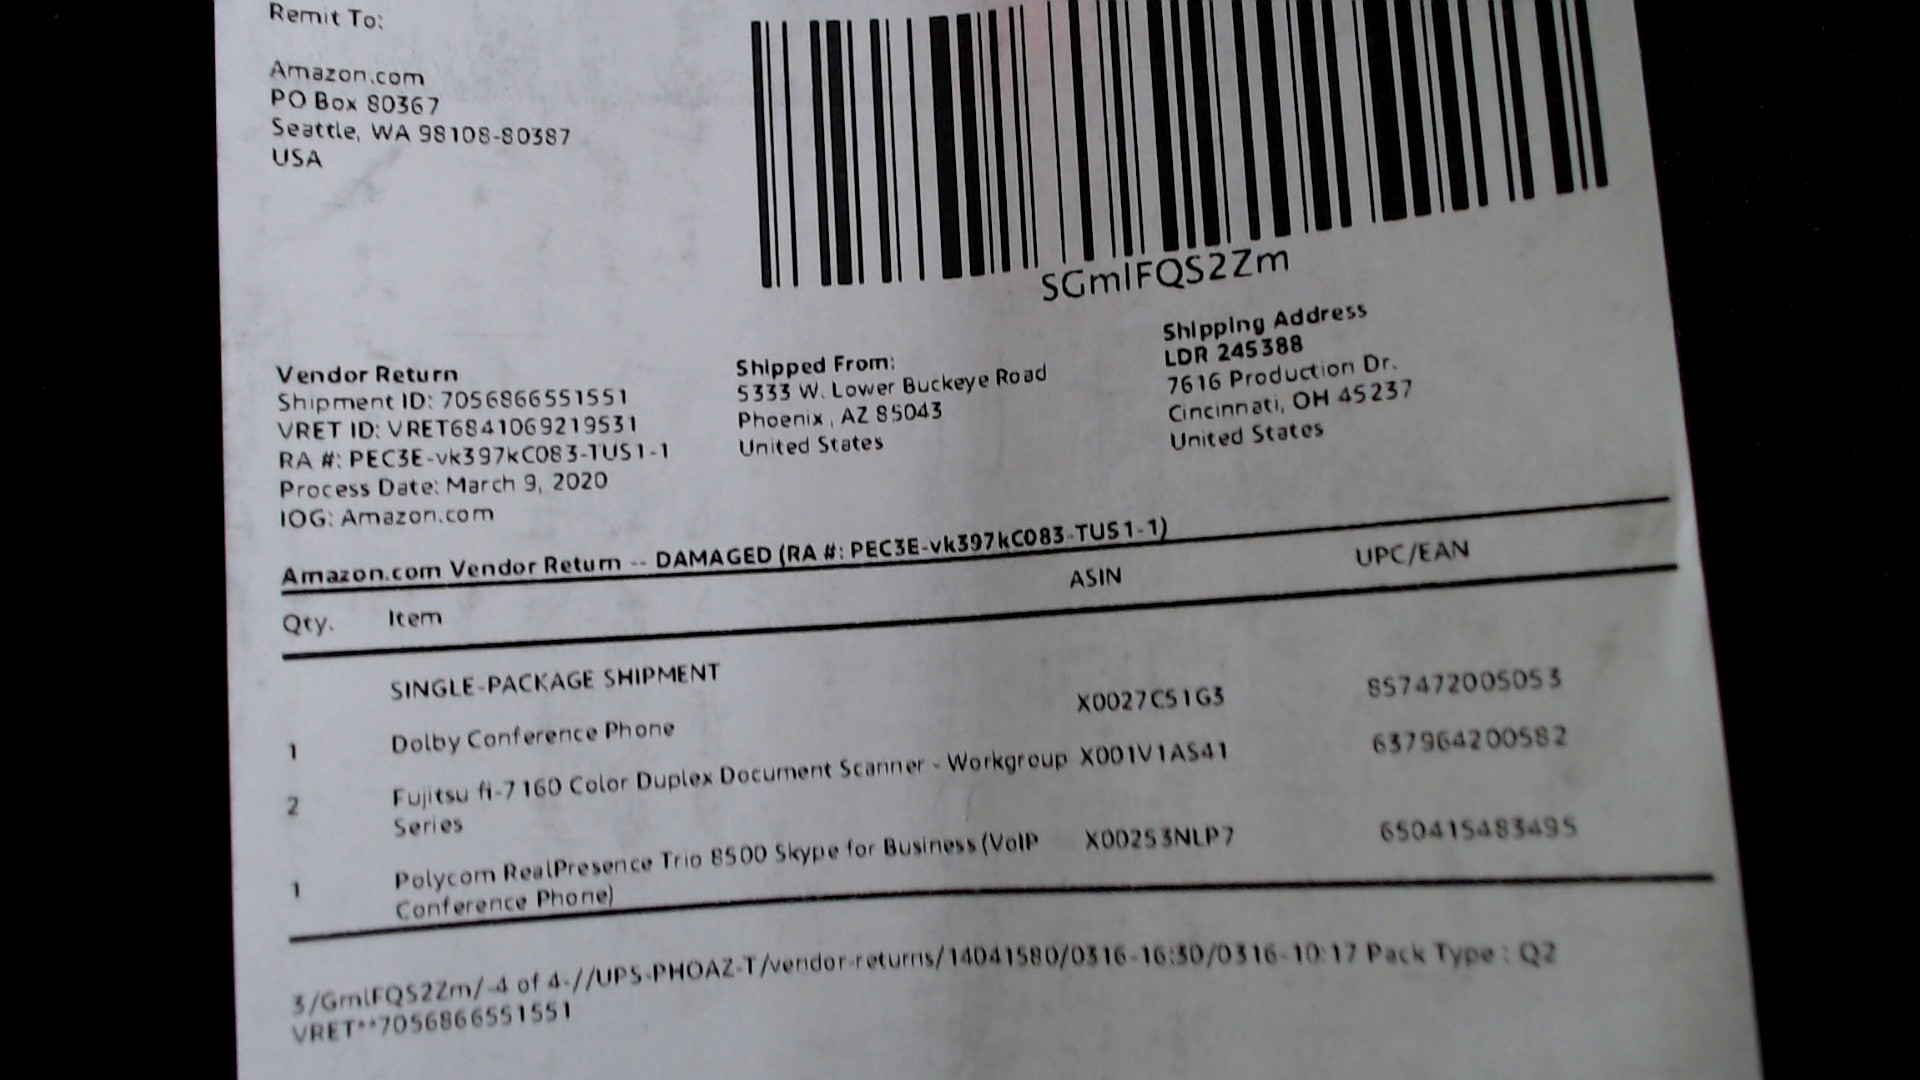 Remit To:
Amazon.com
PO Box 80367
Seattle, WA 98108-80387
USA
SGmlFQS2Zm
Vendor Return
Shipment ID: 7056866551551
VRET ID: VRET6841069219531
RA #: PEC3E-vk397kC083-TUS1-1
Process Date: March 9, 2020
IOG: Amazon.com
Shipped From:
5333 W. Lower Buckeye Road
Phoenix, AZ 85043
United States
Shipping Address
LDR 245388
7616 Production Dr.
Cincinnati, OH 45237
United States
Amazon.com Vendor Return -- DAMAGED (RA #: PEC3E-vk397kC083-TUS1-1)
Qty. Item ASIN UPC/EAN
SINGLE-PACKAGE SHIPMENT
1 Dolby Conference Phone X0027C51G3 857472005053
2 Fujitsu fi-7160 Color Duplex Document Scanner - Workgroup X001V1AS41 637964200582
Series
1 Polycom RealPresence Trio 8500 Skype for Business (VoIP X00253NLP7 650415483495
Conference Phone)
3/GmlFQS2Zm/-4 of 4-//UPS-PHOAZ-T/vendor-returns/14041580/0316-16:30/0316-10:17 Pack Type : Q2
VRET**7056866551551